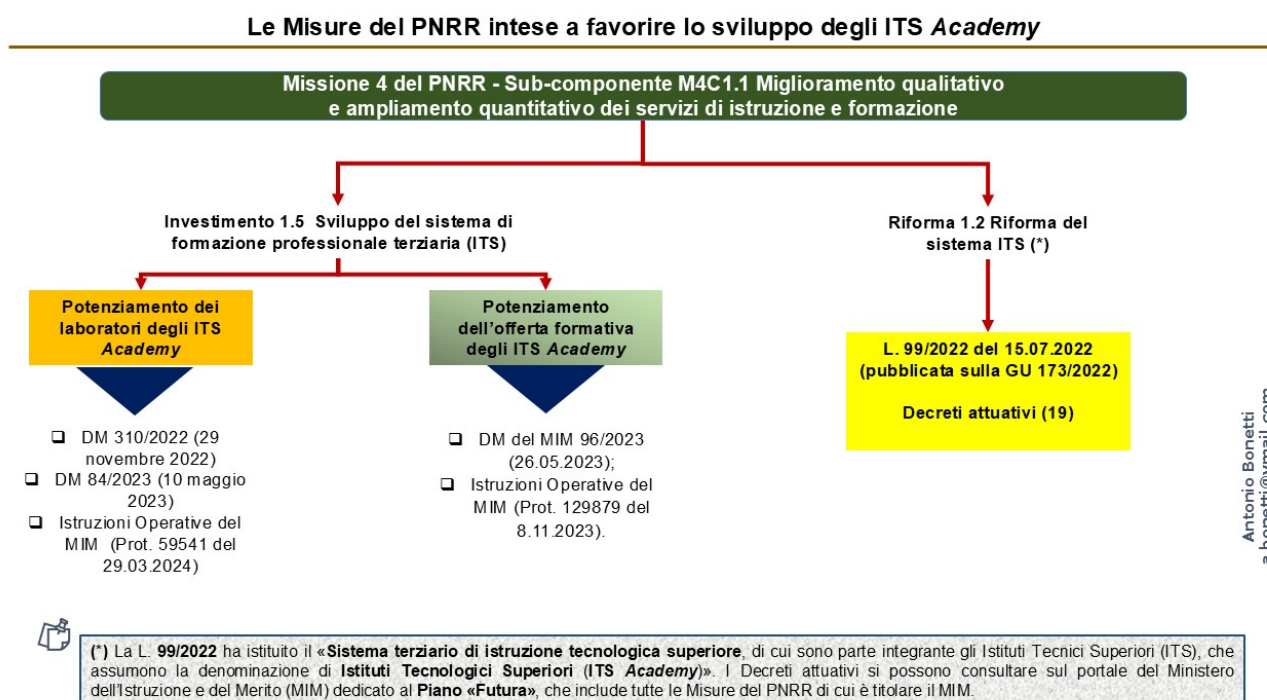 Le Misure del PNRR intese a favorire lo sviluppo degli ITS Academy
Missione 4 del PNRR - Sub-componente M4C1.1 Miglioramento qualitativo
e ampliamento quantitativo dei servizi di istruzione e formazione
Investimento 1.5 Sviluppo del sistema di
formazione professionale terziaria (ITS)
Riforma 1.2 Riforma del
sistema ITS (*)
Potenziamento dei
laboratori degli ITS
Academy
Potenziamento
dell'offerta formativa
degli ITS Academy
L. 99/2022 del 15.07.2022
(pubblicata sulla GU 173/2022)
Decreti attuativi (19)
DM 310/2022 (29
novembre 2022)
DM 84/2023 (10 maggio
2023)
Istruzioni Operative del
MIM (Prot. 59541 del
29.03.2024)
DM del MIM 96/2023
(26.05.2023);
Istruzioni Operative del
MIM (Prot. 129879 del
8.11.2023).
Antonio Bonetti
(*) La L. 99/2022 ha istituito il «Sistema terziario di istruzione tecnologica superiore, di cui sono parte integrante gli Istituti Tecnici Superiori (ITS), che
assumono la denominazione di Istituti Tecnologici Superiori (ITS Academy)». I Decreti attuativi si possono consultare sul portale del Ministero
dell'Istruzione e del Merito (MIM) dedicato al Piano «Futura», che include tutte le Misure del PNRR di cui è titolare il MIM.